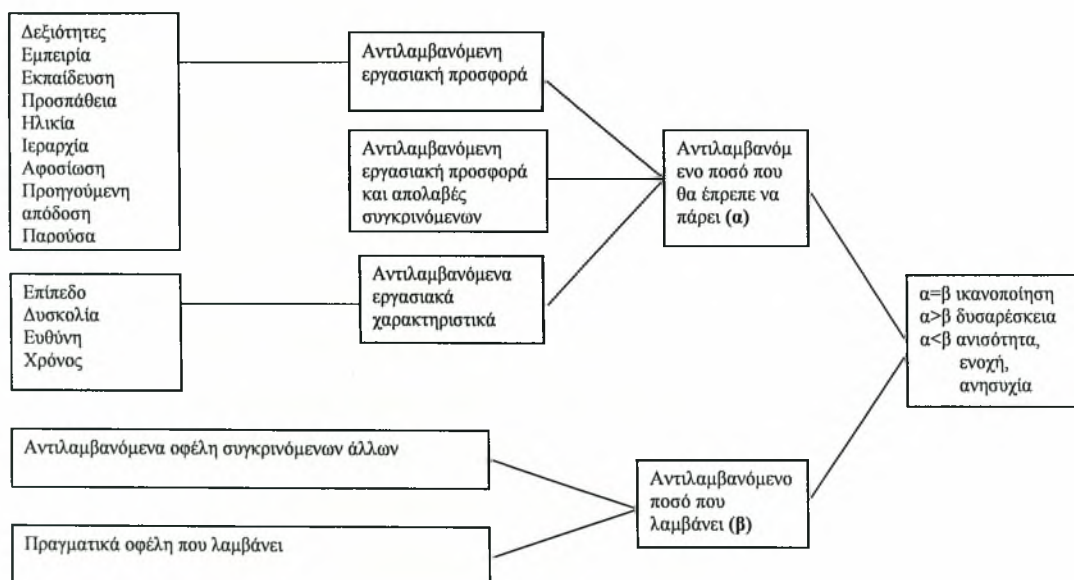 Δεξιότητες
Εμπειρία
Εκπαίδευση
Προσπάθεια
Ηλικία
Ιεραρχία
Αφοσίωση
Προηγούμενη
απόδοση
Παρούσα
Αντιλαμβανόμενη
εργασιακή προσφορά
Αντιλαμβανόμενη
εργασιακή προσφορά
και απολαβές
συγκρινόμενων
Αντιλαμβανόμ
ενο ποσό που
θα έπρεπε να
πάρει (α)
Επίπεδο
Δυσκολία
Ευθύνη
Χρόνος
Αντιλαμβανόμενα
εργασιακά
χαρακτηριστικά
α=β ικανοποίηση
α>β δυσαρέσκεια
α<β ανισότητα,
ενοχή,
ανησυχία
Αντιλαμβανόμενα οφέλη συγκρινόμενων άλλων
Πραγματικά οφέλη που λαμβάνει
Αντιλαμβανόμενο
ποσό που
λαμβάνει (β)